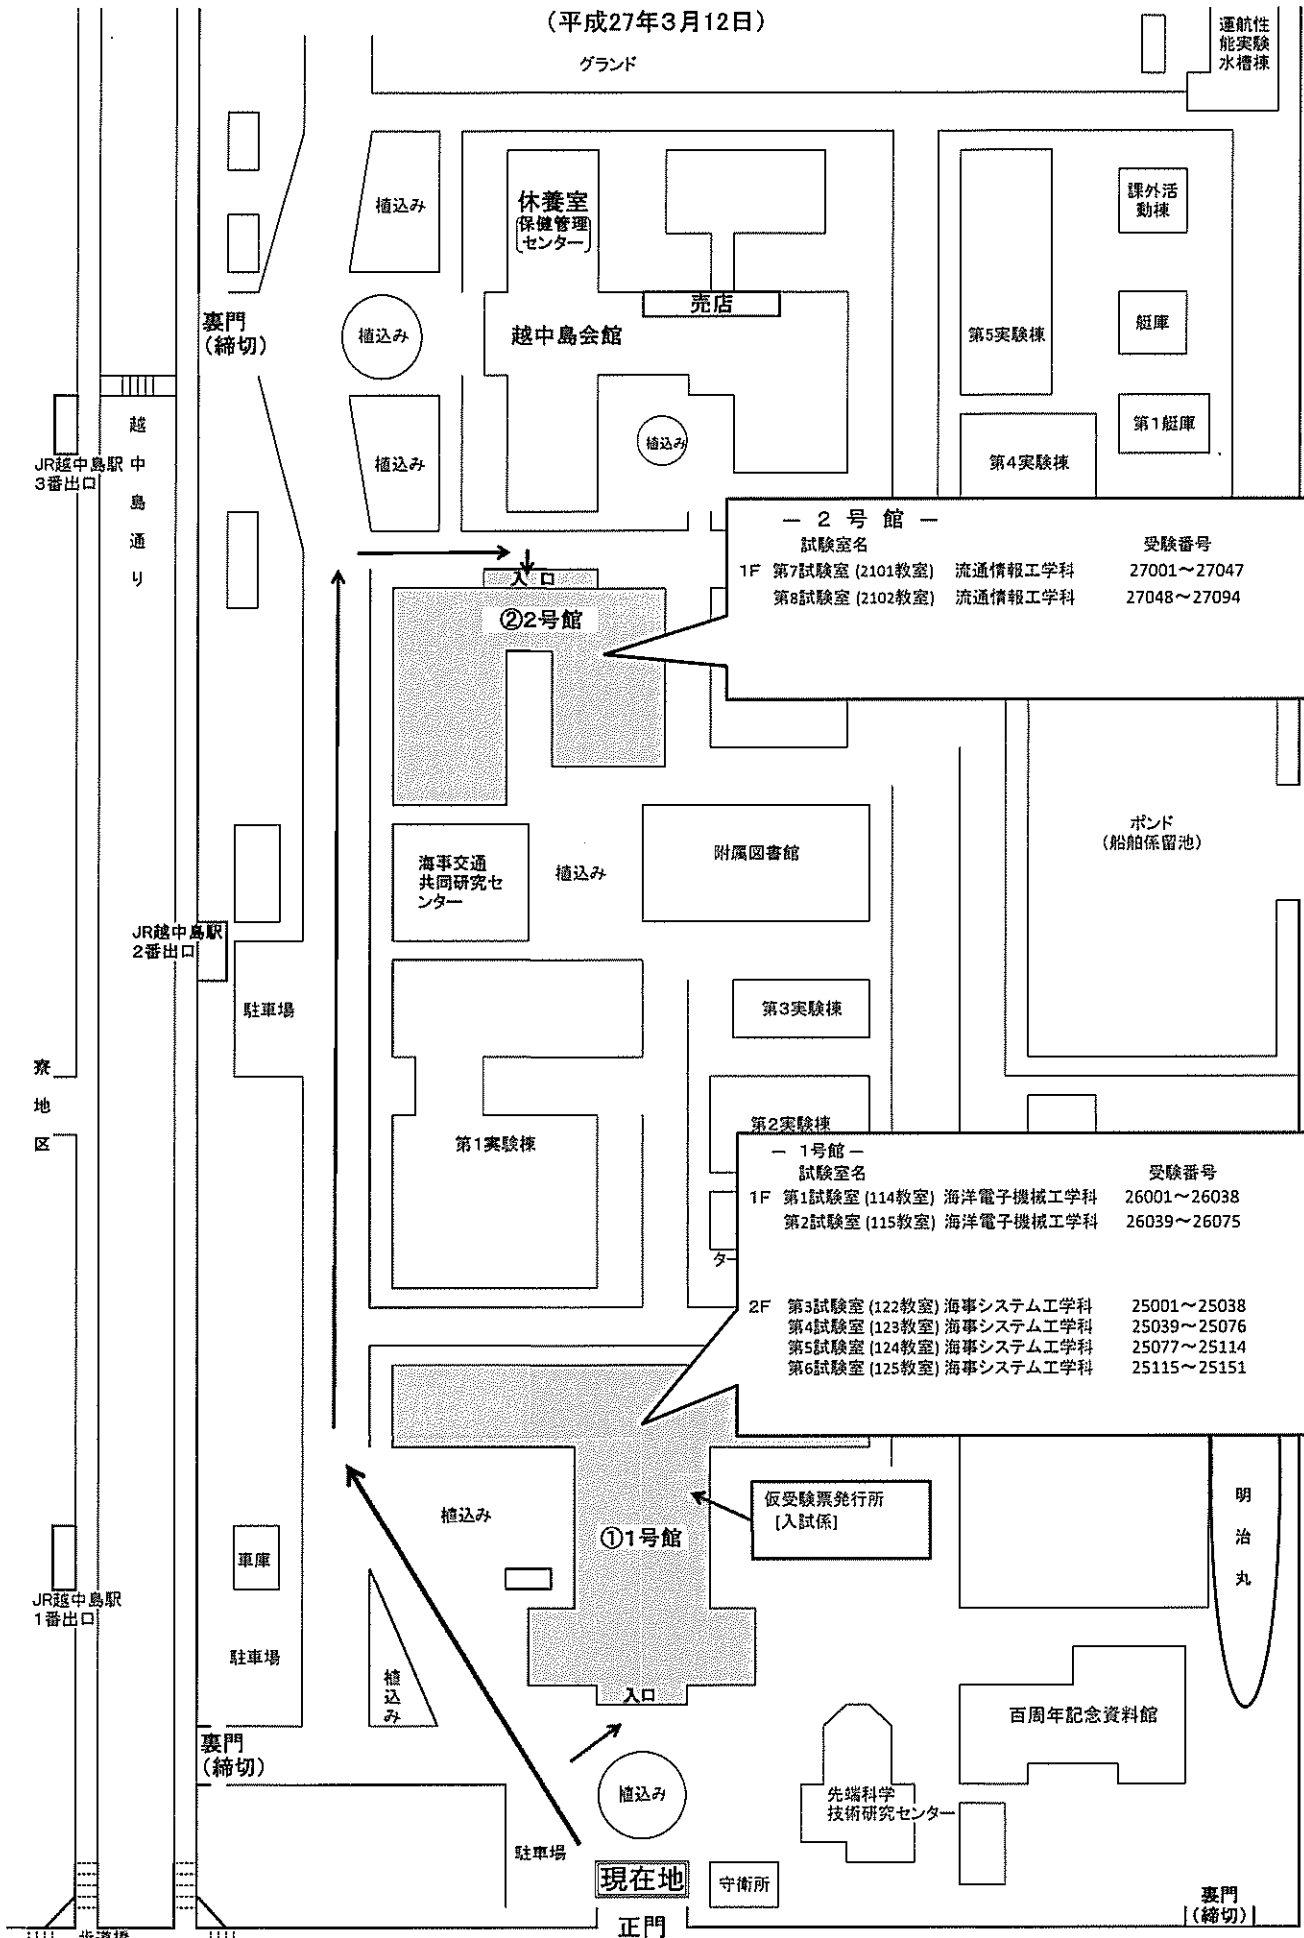 (平成27年3月12日)
グランド
運航性
能実験
水槽棟
植込み
休養室
保健管理
センター
課外活
動棟
売店
裏門
(締切)
植込み
越中島会館
第5実験棟
艇庫
越中島通り
植込み
植込み
第1艇庫
JR越中島駅
3番出口
第4実験棟
― 2 号 館 ―
試験室名 受験番号
1F 第7試験室 (2101教室) 流通情報工学科 27001~27047
第8試験室 (2102教室) 流通情報工学科 27048~27094
入 口
②2号館
ポンド
(船舶係留池)
海事交通
共同研究セ
ンター
植込み
附属図書館
JR越中島駅
2番出口
駐車場
第3実験棟
寮地区
第1実験棟
第2実験棟
― 1号館 ―
試験室名 受験番号
1F 第1試験室 (114教室) 海洋電子機械工学科 26001~26038
第2試験室 (115教室) 海洋電子機械工学科 26039~26075
ター
2F 第3試験室 (122教室) 海事システム工学科 25001~25038
第4試験室 (123教室) 海事システム工学科 25039~25076
第5試験室 (124教室) 海事システム工学科 25077~25114
第6試験室 (125教室) 海事システム工学科 25115~25151
植込み
仮受験票発行所
[入試係]
明治丸
①1号館
車庫
JR越中島駅
1番出口
駐車場
植込み
入口
百周年記念資料館
裏門
(締切)
植込み
先端科学
技術研究センター
駐車場
現在地
守衛所
裏門
(締切)
正門
歩道橋